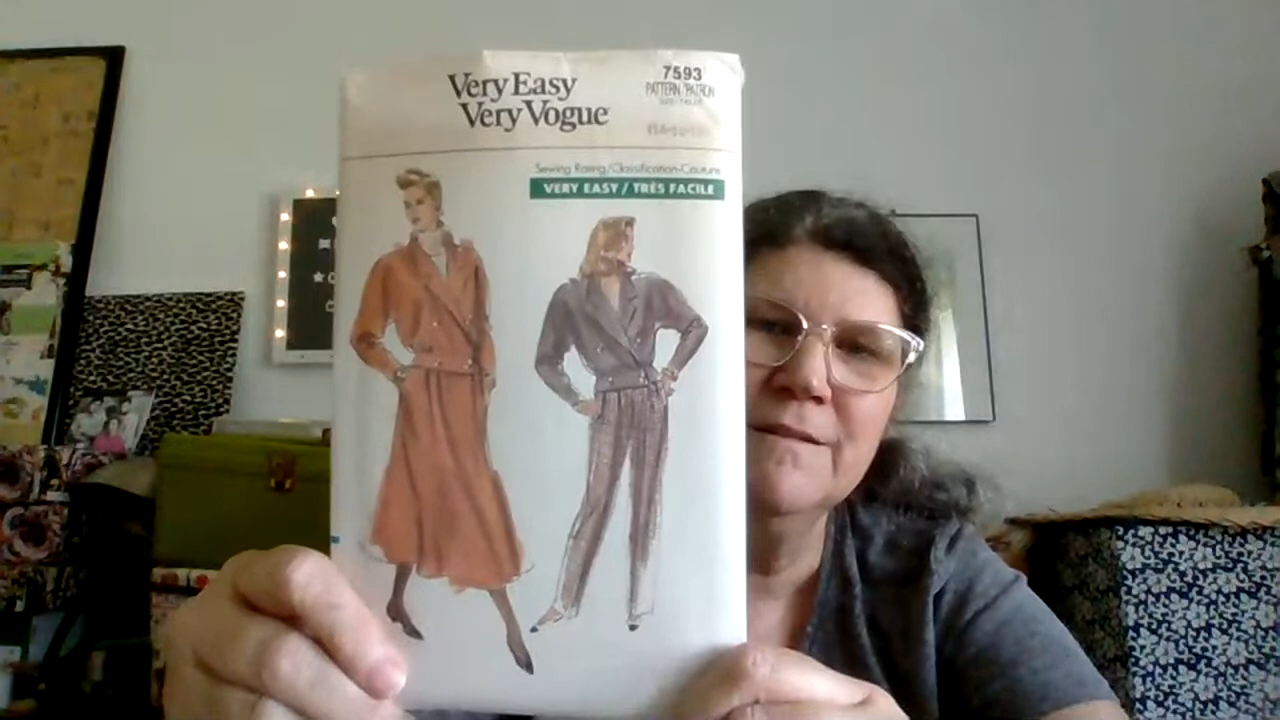 Very Easy
Very Vogue
7593
PATTERN/PATRON
Sewing Rating/Classification-Couture
VERY EASY / TRÈS FACILE